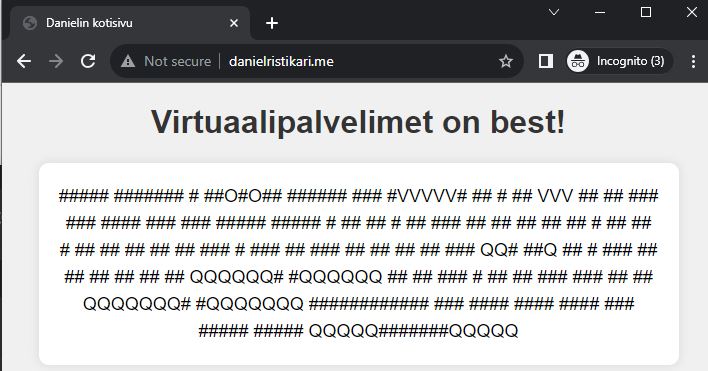 Danielin kotisivu
Not secure
danielristikari.me
Incognito (3)
Virtuaalipalvelimet on best!
##### ####### # ##O#O## ###### ### #VVVVV# ## # ## VVV ## ## ###
### #### ### ### ##### ##### # ## ## # ## ### ## ## ## ## ## # ## ##
# ## ## ## ## ## ### # ### ## ### ## ## ## ## ### QQ# ##Q ## # ### ##
## ## ## ## ## ## QQQQQQ# #QQQQQQ ## ## ### # ## ## ### ### ## ##
QQQQQQQ# #QQQQQQQ ############ ### #### #### #### ###
##### ##### QQQQQ#######QQQQQ